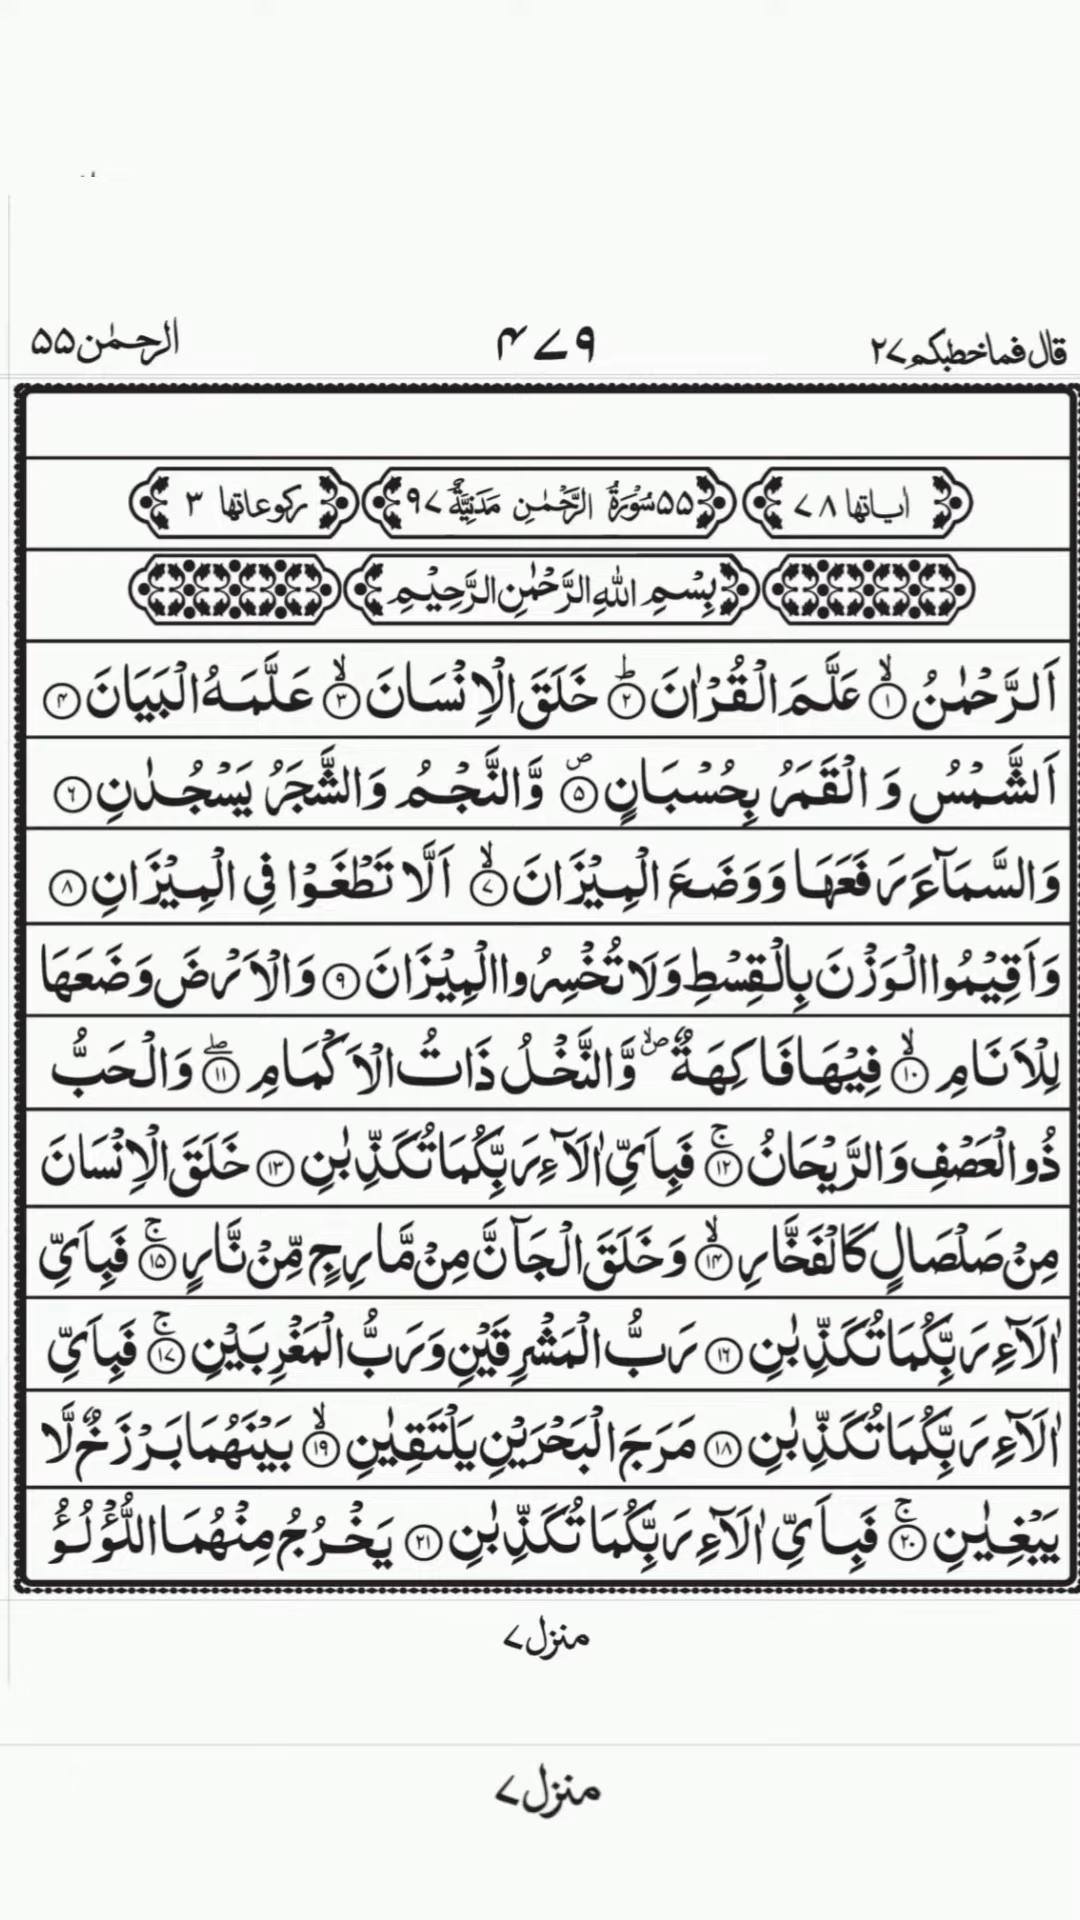 قال فما خطبكم ٢٧ ٤٧٩ الرحمٰن ٥٥
اٰیاتها ٧٨ ٥٥ سُوْرَةُ الرَّحْمٰنِ مَدَنِيَّةٌ ٩٧ رکوعاتها ٣
بِسْمِ اللهِ الرَّحْمٰنِ الرَّحِيْمِ
اَلرَّحْمٰنُ ۙ﴿١﴾ عَلَّمَ الْقُرْاٰنَ ؕ﴿٢﴾ خَلَقَ الْاِنْسَانَ ۙ﴿٣﴾ عَلَّمَهُ الْبَيَانَ ﴿٤﴾
اَلشَّمْسُ وَ الْقَمَرُ بِحُسْبَانٍ ۪﴿٥﴾ وَّالنَّجْمُ وَالشَّجَرُ يَسْجُدٰنِ ﴿٦﴾
وَالسَّمَآءَ رَفَعَهَا وَوَضَعَ الْمِيْزَانَ ۙ﴿٧﴾ اَلَّا تَطْغَوْا فِى الْمِيْزَانِ ﴿٨﴾
وَاَقِيْمُوا الْوَزْنَ بِالْقِسْطِ وَلَا تُخْسِرُوا الْمِيْزَانَ ﴿٩﴾ وَالْاَرْضَ وَضَعَهَا
لِلْاَنَامِ ۙ﴿١٠﴾ فِيْهَا فَاكِهَةٌ ۪ۙ وَّالنَّخْلُ ذَاتُ الْاَكْمَامِ ۖ﴿١١﴾ وَالْحَبُّ
ذُو الْعَصْفِ وَالرَّيْحَانُ ۚ﴿١٢﴾ فَبِاَىِّ اٰلَآءِ رَبِّكُمَا تُكَذِّبٰنِ ﴿١٣﴾ خَلَقَ الْاِنْسَانَ
مِنْ صَلْصَالٍ كَالْفَخَّارِ ۙ﴿١٤﴾ وَخَلَقَ الْجَآنَّ مِنْ مَّارِجٍ مِّنْ نَّارٍ ۚ﴿١٥﴾ فَبِاَىِّ
اٰلَآءِ رَبِّكُمَا تُكَذِّبٰنِ ﴿١٦﴾ رَبُّ الْمَشْرِقَيْنِ وَرَبُّ الْمَغْرِبَيْنِ ۚ﴿١٧﴾ فَبِاَىِّ
اٰلَآءِ رَبِّكُمَا تُكَذِّبٰنِ ﴿١٨﴾ مَرَجَ الْبَحْرَيْنِ يَلْتَقِيٰنِ ۙ﴿١٩﴾ بَيْنَهُمَا بَرْزَخٌ لَّا
يَبْغِيٰنِ ۚ﴿٢٠﴾ فَبِاَىِّ اٰلَآءِ رَبِّكُمَا تُكَذِّبٰنِ ﴿٢١﴾ يَخْرُجُ مِنْهُمَا اللُّؤْلُؤُ
منزل ٧
منزل ٧